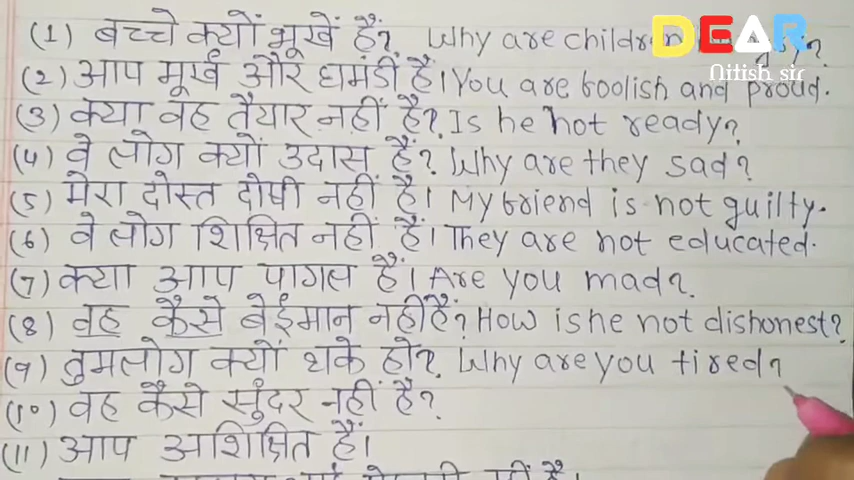 DEAR
Nitish sir
(1) बच्चे क्यों भूखें हैं? Why are children
(2) आप मूर्ख और घमंडी हैं। You are foolish and proud.
(3) क्या वह तैयार नहीं है? Is he not ready?
(4) वे लोग क्यों उदास हैं? Why are they sad?
(5) मेरा दोस्त दोषी नहीं है। My friend is not guilty.
(6) वे लोग शिक्षित नहीं हैं। They are not educated.
(7) क्या आप पागल हैं। Are you mad?
(8) वह कैसे बेईमान नहीं हैं? How is he not dishonest?
(9) तुमलोग क्यों थके हो? Why are you tired?
(१०) वह कैसे सुंदर नहीं है?
(11) आप अशिक्षित हैं।